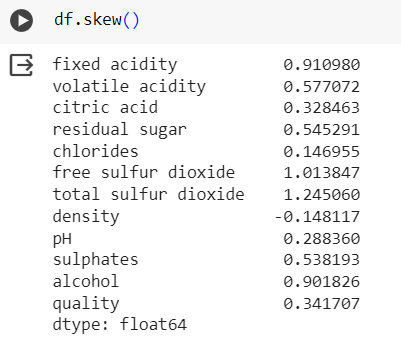 df.skew()
fixed acidity 0.910980
volatile acidity 0.577072
citric acid 0.328463
residual sugar 0.545291
chlorides 0.146955
free sulfur dioxide 1.013847
total sulfur dioxide 1.245060
density -0.148117
pH 0.288360
sulphates 0.538193
alcohol 0.901826
quality 0.341707
dtype: float64